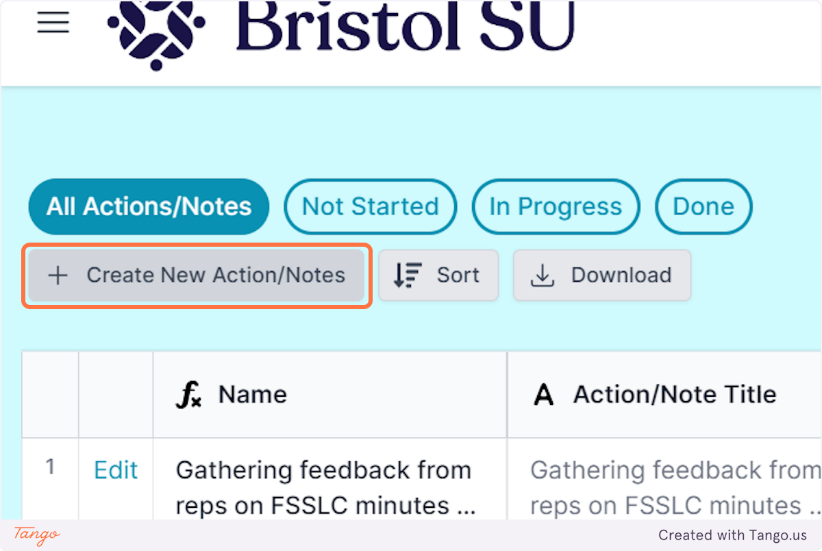 Bristol SU
All Actions/Notes Not Started In Progress Done
+ Create New Action/Notes Sort Download
fx Name A Action/Note Title
1 Edit Gathering feedback from Gathering feedback from
reps on FSSLC minutes ... reps on FSSLC minutes ..
Tango Created with Tango.us